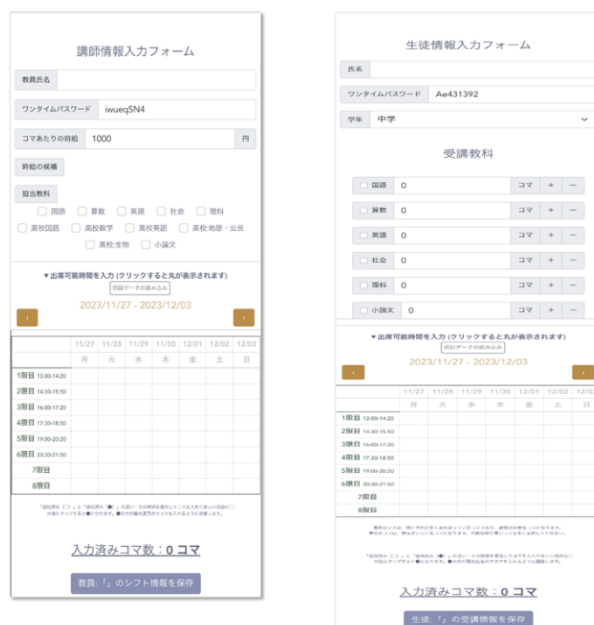 講師情報入力フォーム
教員氏名
ワンタイムパスワード iwueqSN4
コマあたりの時給 1000 円
時給の候補
担当教科
国語 算数 英語 社会 理科
高校国語 高校数学 高校英語 高校:地歴・公民
高校:生物 小論文
▼出席可能時間を入力 (クリックすると丸が表示されます)
前回データの読み込み
2023/11/27 - 2023/12/03
11/27 11/28 11/29 11/30 12/01 12/02 12/03
月 火 水 木 金 土 日
1限目 13:00-14:20
2限目 14:30-15:50
3限目 16:00-17:20
4限目 17:30-18:50
5限目 19:00-20:20
6限目 20:30-21:50
7限目
8限目
入力済みコマ数:0 コマ
教員:「」のシフト情報を保存
生徒情報入力フォーム
氏名
ワンタイムパスワード Ae431392
学年 中学
受講教科
国語 0 コマ + −
算数 0 コマ + −
英語 0 コマ + −
社会 0 コマ + −
理科 0 コマ + −
小論文 0 コマ + −
▼出席可能時間を入力 (クリックすると丸が表示されます)
前回データの読み込み
2023/11/27 - 2023/12/03
11/27 11/28 11/29 11/30 12/01 12/02 12/03
月 火 水 木 金 土 日
1限目 13:00-14:20
2限目 14:30-15:50
3限目 16:00-17:20
4限目 17:30-18:50
5限目 19:00-20:20
6限目 20:30-21:50
7限目
8限目
入力済みコマ数:0 コマ
生徒:「」の受講情報を保存